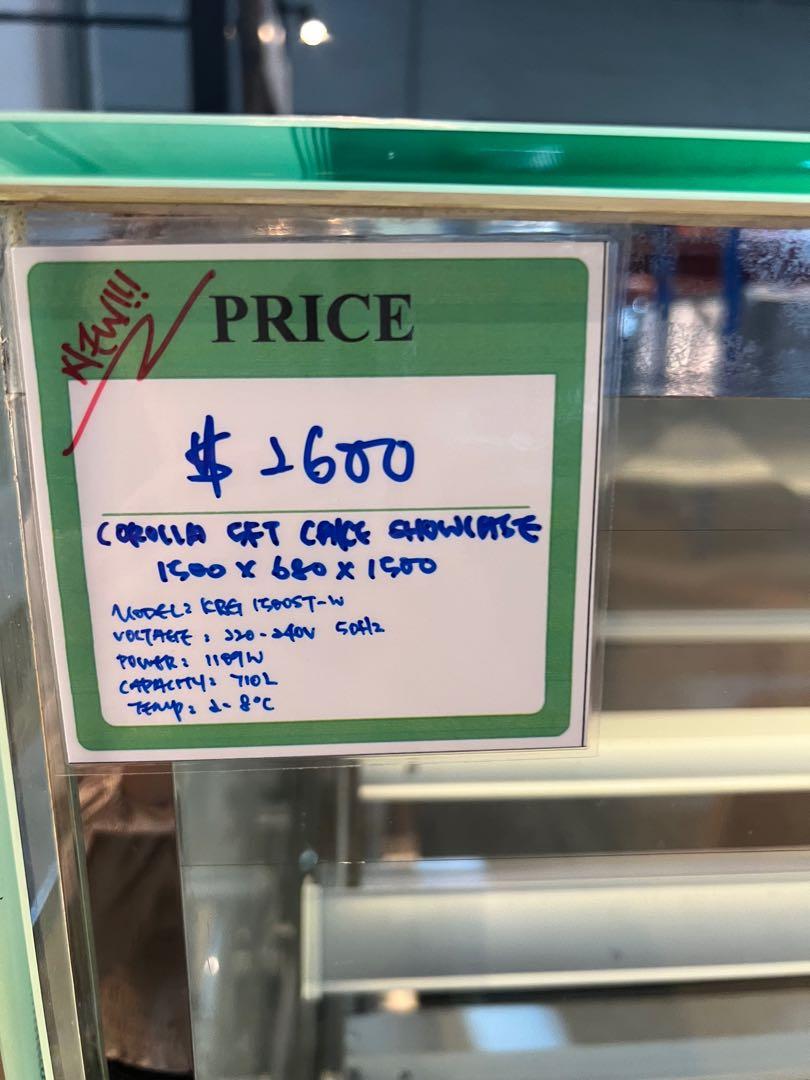 NEW!!!
PRICE
$ 2600
COROLLA 5FT CAKE SHOWCASE
1500 x 680 x 1500
MODEL: KBG 1500ST-W
VOLTAGE: 220-240V 50Hz
POWER: 1189W
CAPACITY: 710L
TEMP: 2-8°C